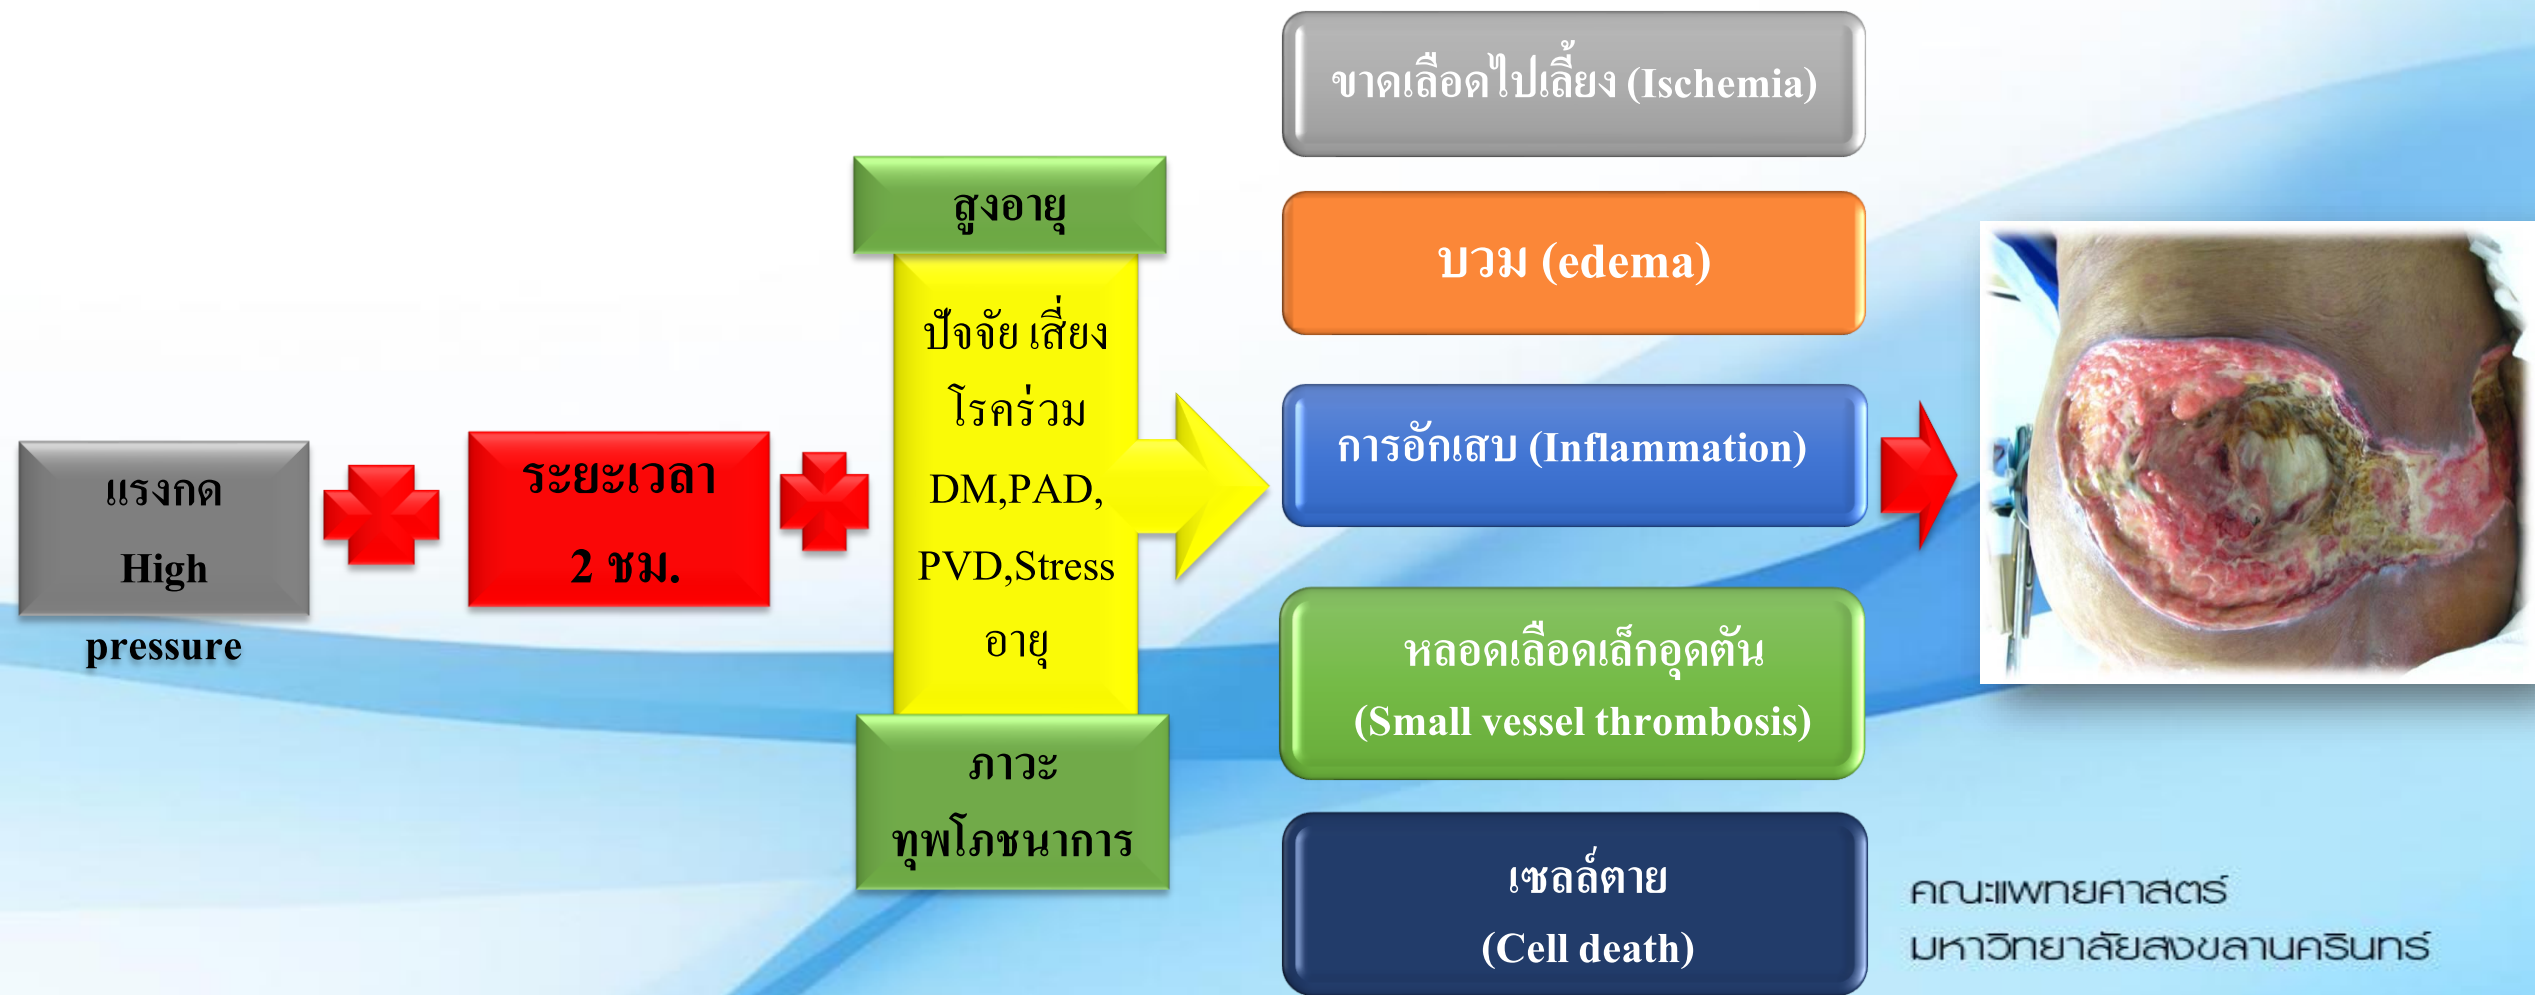 แรงกด
High
pressure
ระยะเวลา
2 ชม.
สูงอายุ
ปัจจัย เสี่ยง
โรคร่วม
DM,PAD,
PVD,Stress
อายุ
ภาวะ
ทุพโภชนาการ
ขาดเลือดไปเลี้ยง (Ischemia)
บวม (edema)
การอักเสบ (Inflammation)
หลอดเลือดเล็กอุดตัน
(Small vessel thrombosis)
เซลล์ตาย
(Cell death)
คณะแพทยศาสตร์
มหาวิทยาลัยสงขลานครินทร์